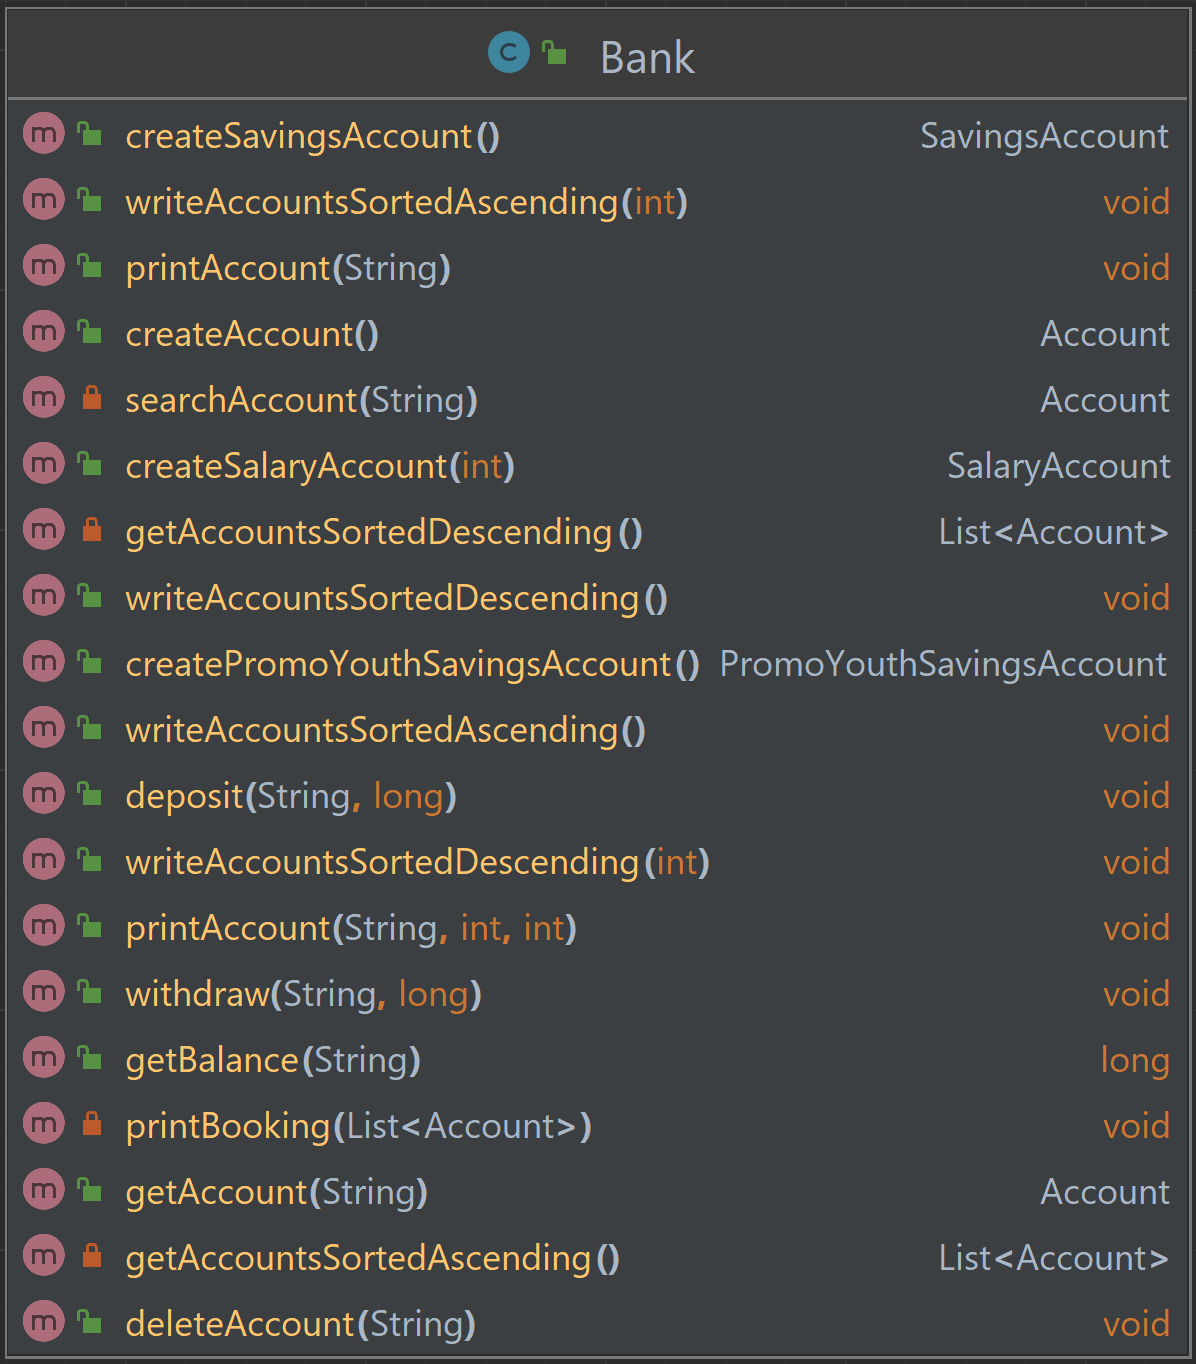 C Bank
m createSavingsAccount() SavingsAccount
m writeAccountsSortedAscending(int) void
m printAccount(String) void
m createAccount() Account
m searchAccount(String) Account
m createSalaryAccount(int) SalaryAccount
m getAccountsSortedDescending() List<Account>
m writeAccountsSortedDescending() void
m createPromoYouthSavingsAccount() PromoYouthSavingsAccount
m writeAccountsSortedAscending() void
m deposit(String, long) void
m writeAccountsSortedDescending(int) void
m printAccount(String, int, int) void
m withdraw(String, long) void
m getBalance(String) long
m printBooking(List<Account>) void
m getAccount(String) Account
m getAccountsSortedAscending() List<Account>
m deleteAccount(String) void